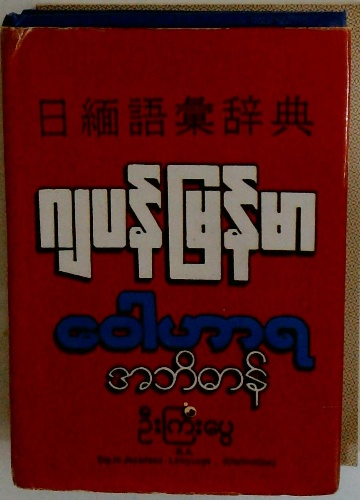 日緬語彙辞典
ဂျပန်မြန်မာ
ဝေါဟာရ
အဘိဓာန်
ဦးကြီးမွေ့
B.A